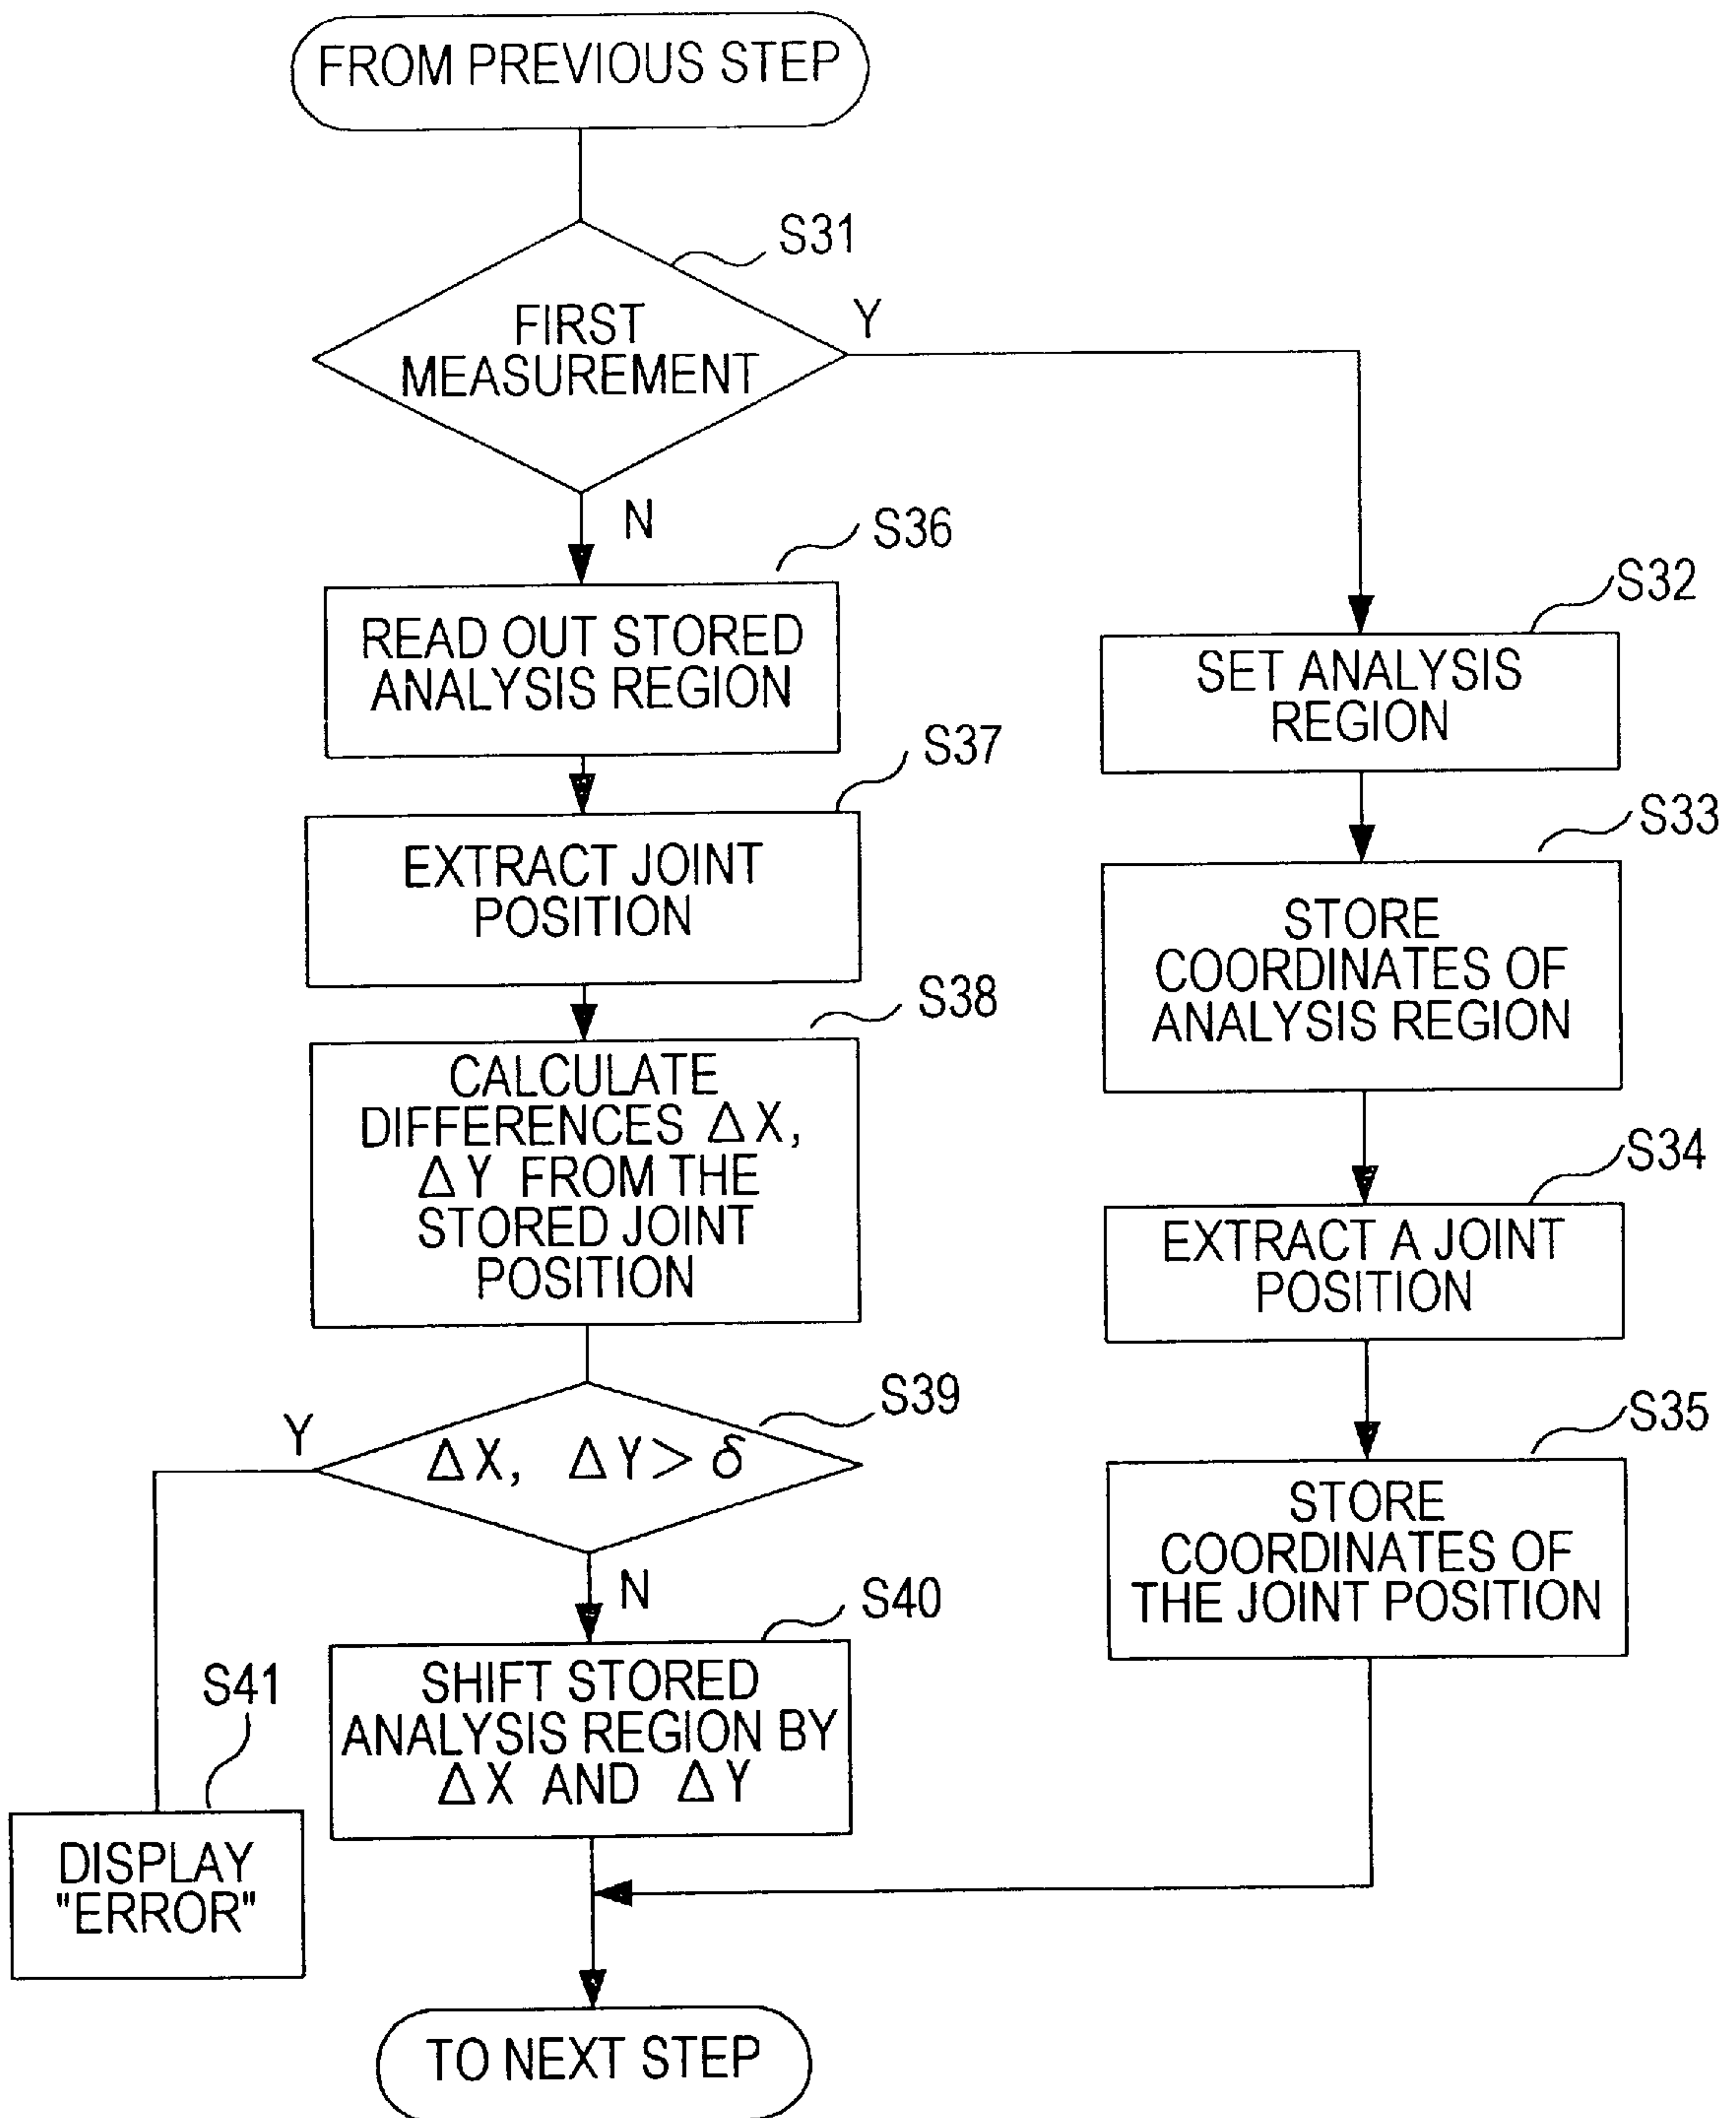 FROM PREVIOUS STEP
S31
FIRST
MEASUREMENT
Y
N
S36
READ OUT STORED
ANALYSIS REGION
S37
EXTRACT JOINT
POSITION
S38
CALCULATE
DIFFERENCES ΔX,
ΔY FROM THE
STORED JOINT
POSITION
S39
Y
ΔX, ΔY > δ
N
S40
SHIFT STORED
ANALYSIS REGION BY
ΔX AND ΔY
S41
DISPLAY
"ERROR"
S32
SET ANALYSIS
REGION
S33
STORE
COORDINATES OF
ANALYSIS REGION
S34
EXTRACT A JOINT
POSITION
S35
STORE
COORDINATES OF
THE JOINT POSITION
TO NEXT STEP